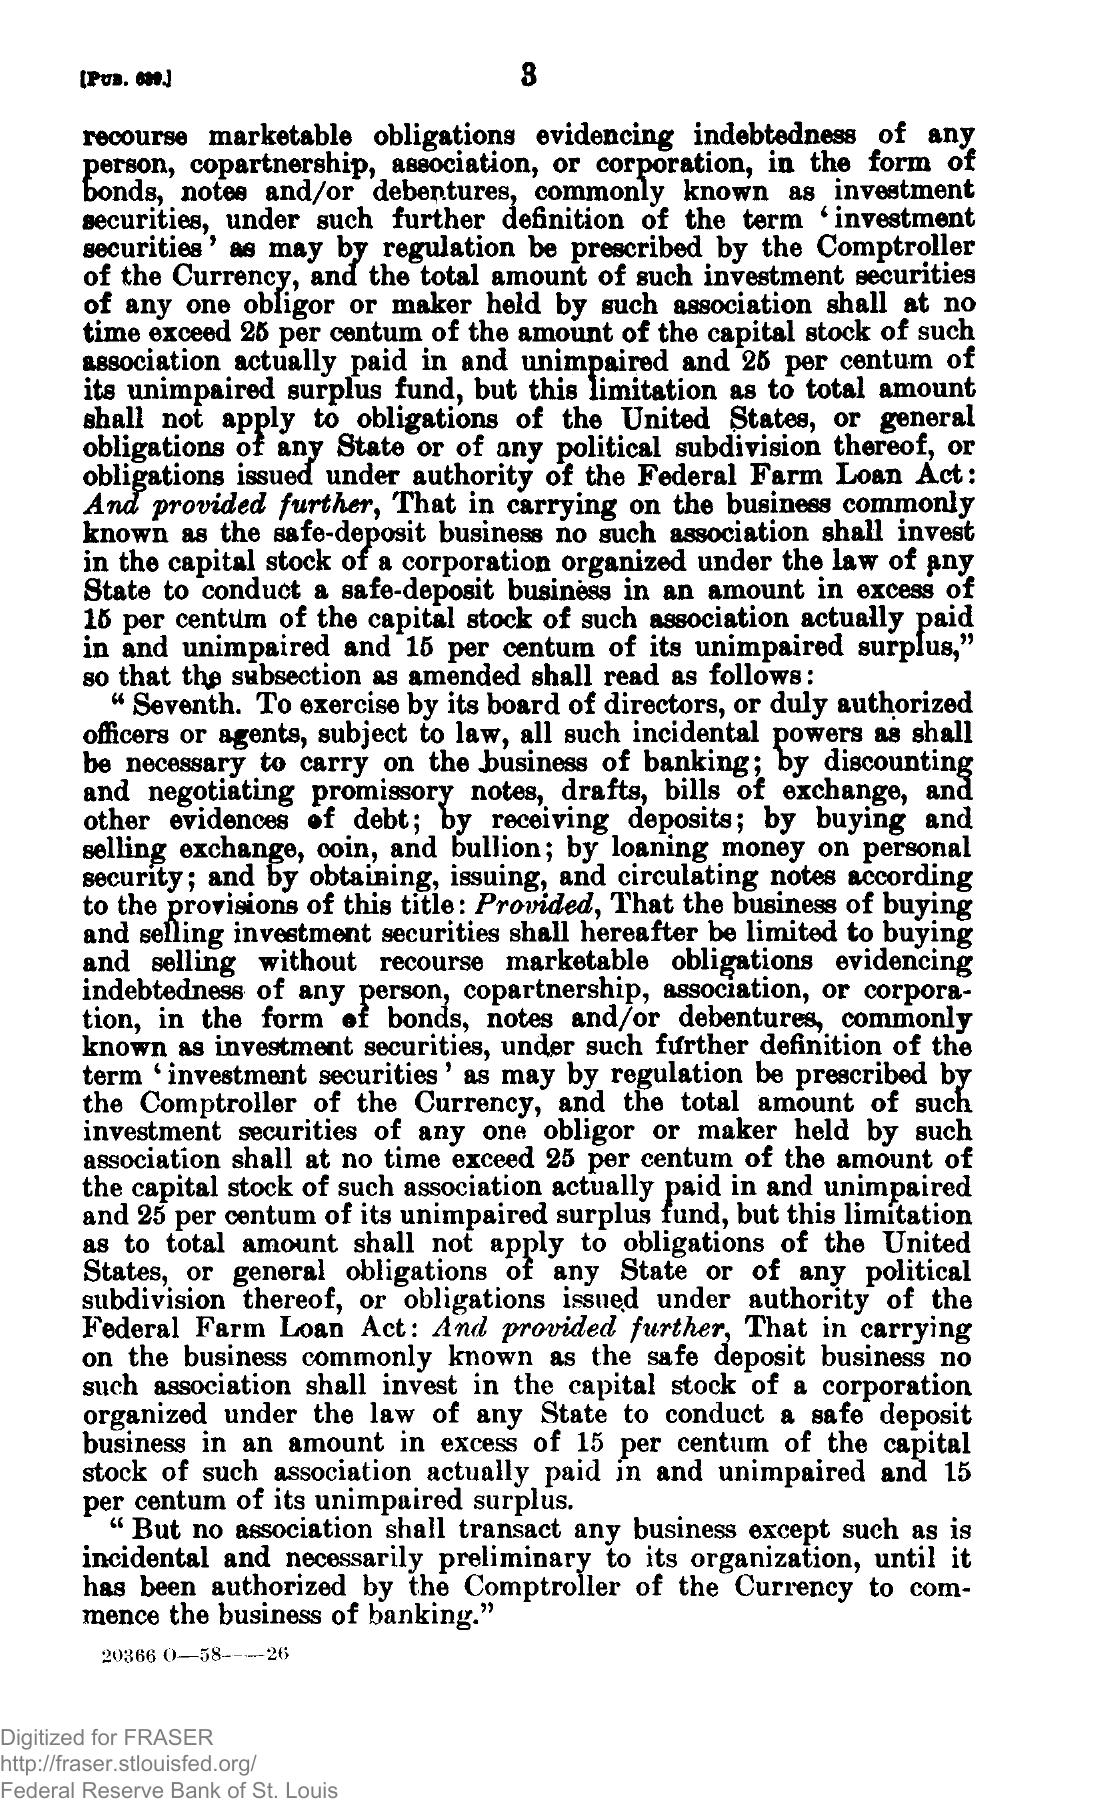 [PUB. 639.]
3
recourse marketable obligations evidencing indebtedness of any
person, copartnership, association, or corporation, in the form of
bonds, notes and/or debentures, commonly known as investment
securities, under such further definition of the term ‘investment
securities’ as may by regulation be prescribed by the Comptroller
of the Currency, and the total amount of such investment securities
of any one obligor or maker held by such association shall at no
time exceed 25 per centum of the amount of the capital stock of such
association actually paid in and unimpaired and 25 per centum of
its unimpaired surplus fund, but this limitation as to total amount
shall not apply to obligations of the United States, or general
obligations of any State or of any political subdivision thereof, or
obligations issued under authority of the Federal Farm Loan Act:
And provided further, That in carrying on the business commonly
known as the safe-deposit business no such association shall invest
in the capital stock of a corporation organized under the law of any
State to conduct a safe-deposit business in an amount in excess of
15 per centum of the capital stock of such association actually paid
in and unimpaired and 15 per centum of its unimpaired surplus,”
so that the subsection as amended shall read as follows:
“Seventh. To exercise by its board of directors, or duly authorized
officers or agents, subject to law, all such incidental powers as shall
be necessary to carry on the business of banking; by discounting
and negotiating promissory notes, drafts, bills of exchange, and
other evidences of debt; by receiving deposits; by buying and
selling exchange, coin, and bullion; by loaning money on personal
security; and by obtaining, issuing, and circulating notes according
to the provisions of this title: Provided, That the business of buying
and selling investment securities shall hereafter be limited to buying
and selling without recourse marketable obligations evidencing
indebtedness of any person, copartnership, association, or corpora-
tion, in the form of bonds, notes and/or debentures, commonly
known as investment securities, under such further definition of the
term ‘investment securities’ as may by regulation be prescribed by
the Comptroller of the Currency, and the total amount of such
investment securities of any one obligor or maker held by such
association shall at no time exceed 25 per centum of the amount of
the capital stock of such association actually paid in and unimpaired
and 25 per centum of its unimpaired surplus fund, but this limitation
as to total amount shall not apply to obligations of the United
States, or general obligations of any State or of any political
subdivision thereof, or obligations issued under authority of the
Federal Farm Loan Act: And provided further, That in carrying
on the business commonly known as the safe deposit business no
such association shall invest in the capital stock of a corporation
organized under the law of any State to conduct a safe deposit
business in an amount in excess of 15 per centum of the capital
stock of such association actually paid in and unimpaired and 15
per centum of its unimpaired surplus.
“But no association shall transact any business except such as is
incidental and necessarily preliminary to its organization, until it
has been authorized by the Comptroller of the Currency to com-
mence the business of banking.”
20366 O—58——26
Digitized for FRASER
http://fraser.stlouisfed.org/
Federal Reserve Bank of St. Louis